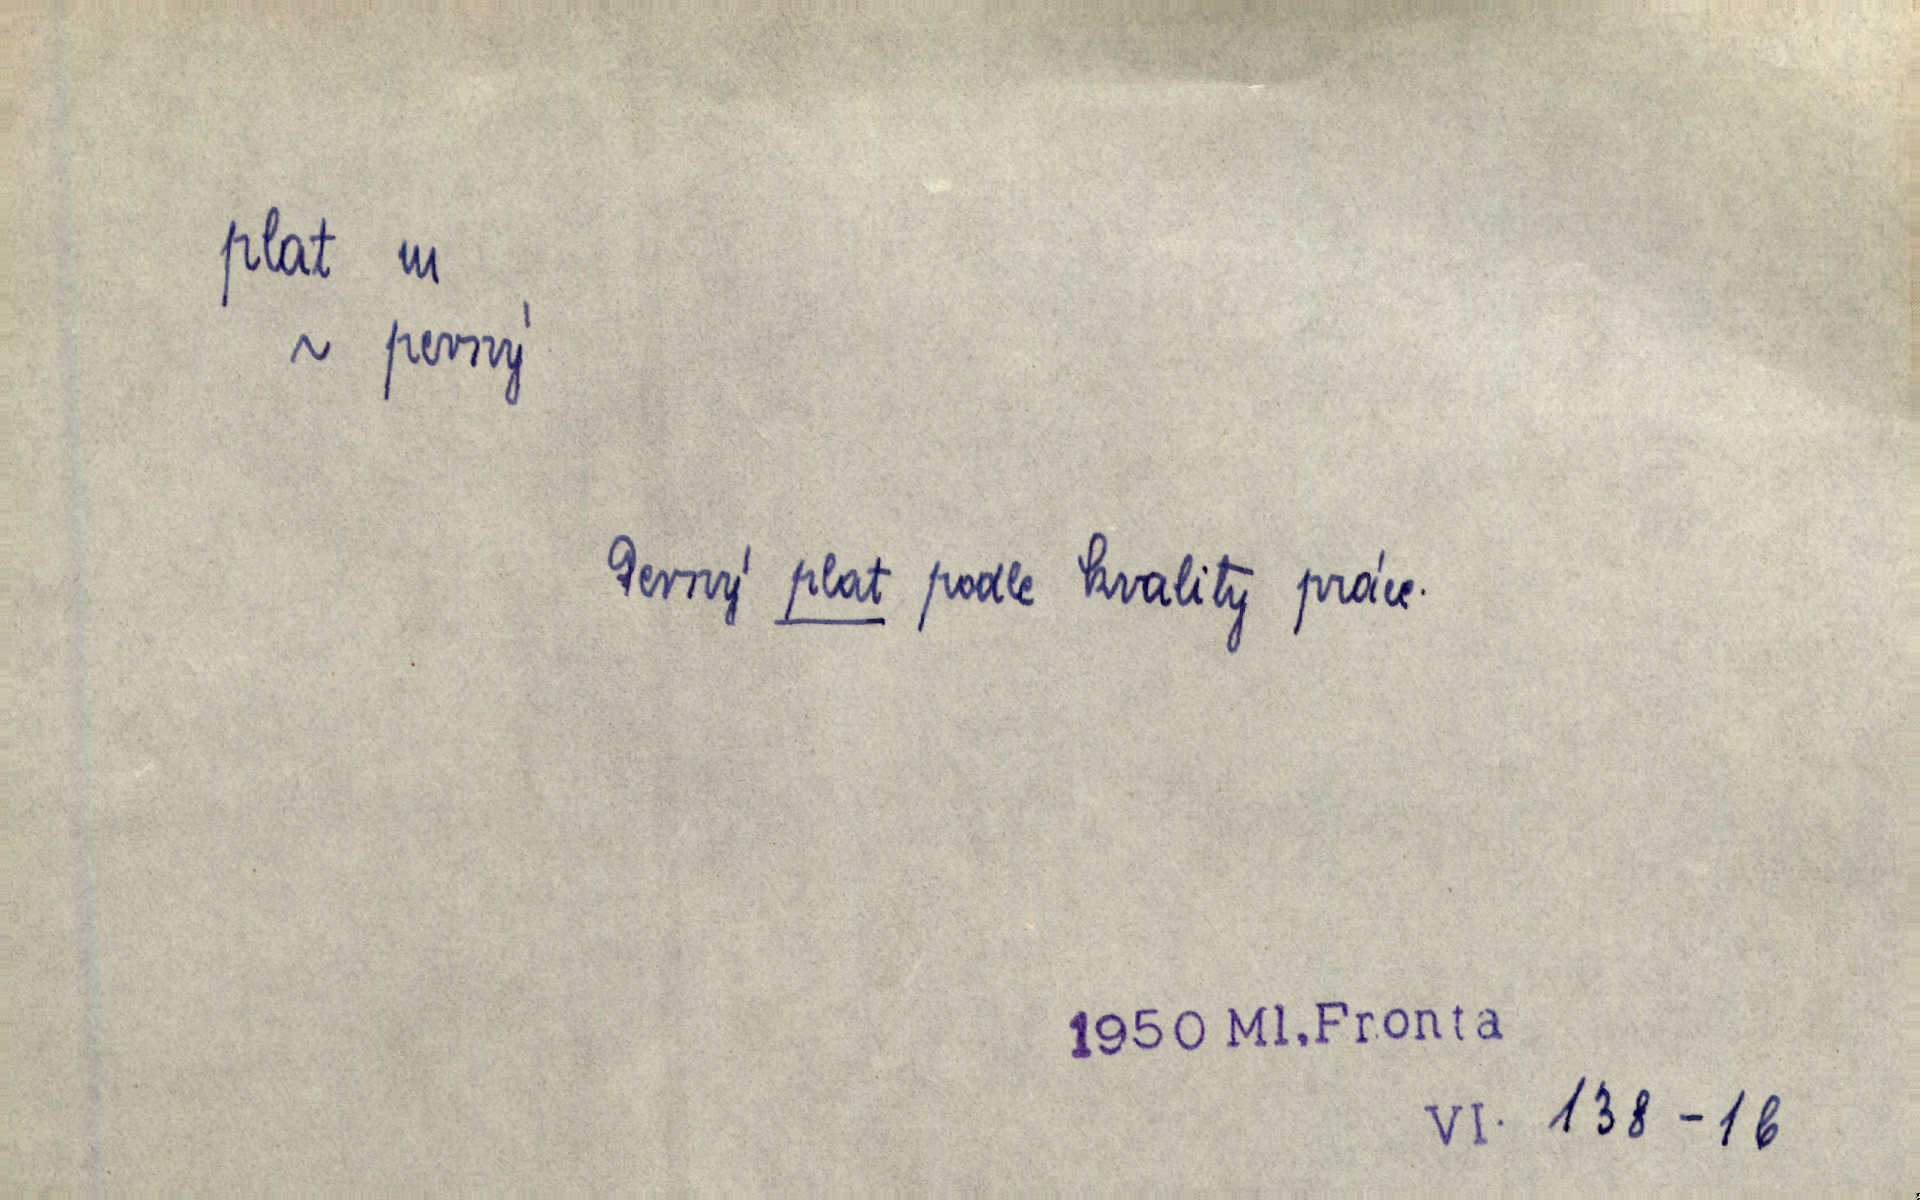 plat m
~ pevný
Pevný plat podle kvality práce.
1950 Ml.Fronta
VI. 138-16